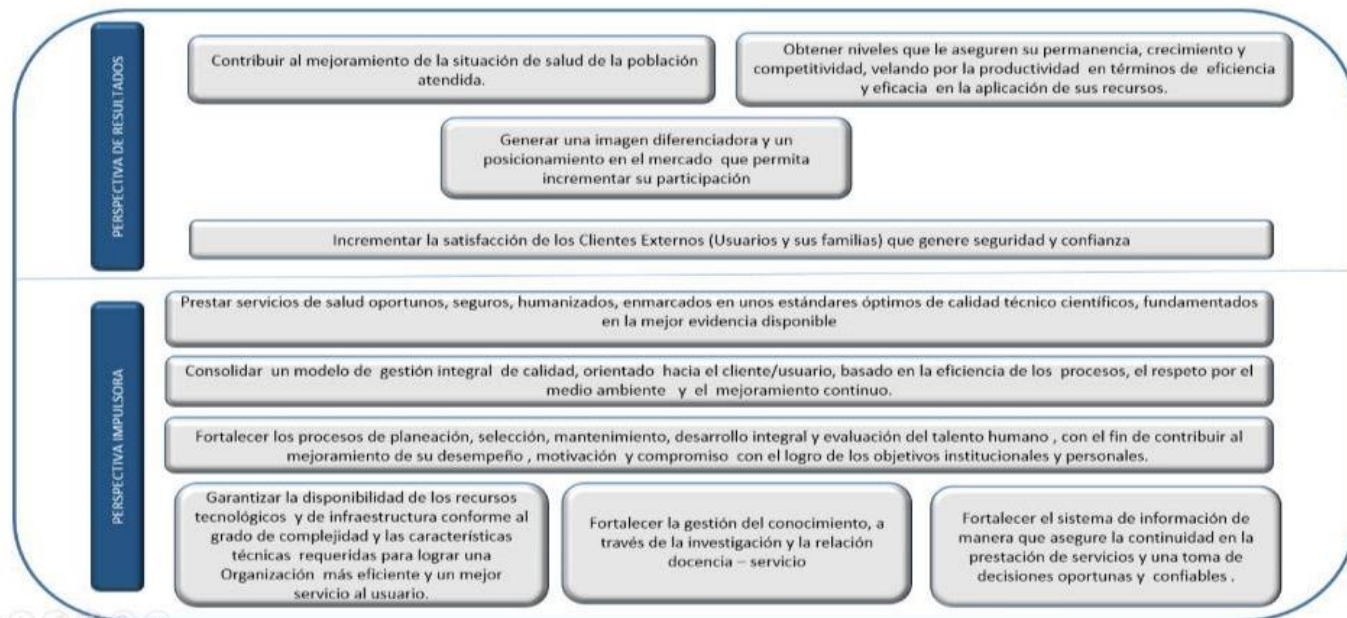 PERSPECTIVA DE RESULTADOS
Contribuir al mejoramiento de la situación de salud de la población
atendida.
Obtener niveles que le aseguren su permanencia, crecimiento y
competitividad, velando por la productividad en términos de eficiencia
y eficacia en la aplicación de sus recursos.
Generar una imagen diferenciadora y un
posicionamiento en el mercado que permita
incrementar su participación
Incrementar la satisfacción de los Clientes Externos (Usuarios y sus familias) que genere seguridad y confianza
PERSPECTIVA IMPULSORA
Prestar servicios de salud oportunos, seguros, humanizados, enmarcados en unos estándares óptimos de calidad técnico científicos, fundamentados
en la mejor evidencia disponible
Consolidar un modelo de gestión integral de calidad, orientado hacia el cliente/usuario, basado en la eficiencia de los procesos, el respeto por el
medio ambiente y el mejoramiento continuo.
Fortalecer los procesos de planeación, selección, mantenimiento, desarrollo integral y evaluación del talento humano , con el fin de contribuir al
mejoramiento de su desempeño , motivación y compromiso con el logro de los objetivos institucionales y personales.
Garantizar la disponibilidad de los recursos
tecnológicos y de infraestructura conforme al
grado de complejidad y las características
técnicas requeridas para lograr una
Organización más eficiente y un mejor
servicio al usuario.
Fortalecer la gestión del conocimiento, a
través de la investigación y la relación
docencia – servicio
Fortalecer el sistema de información de
manera que asegure la continuidad en la
prestación de servicios y una toma de
decisiones oportunas y confiables .